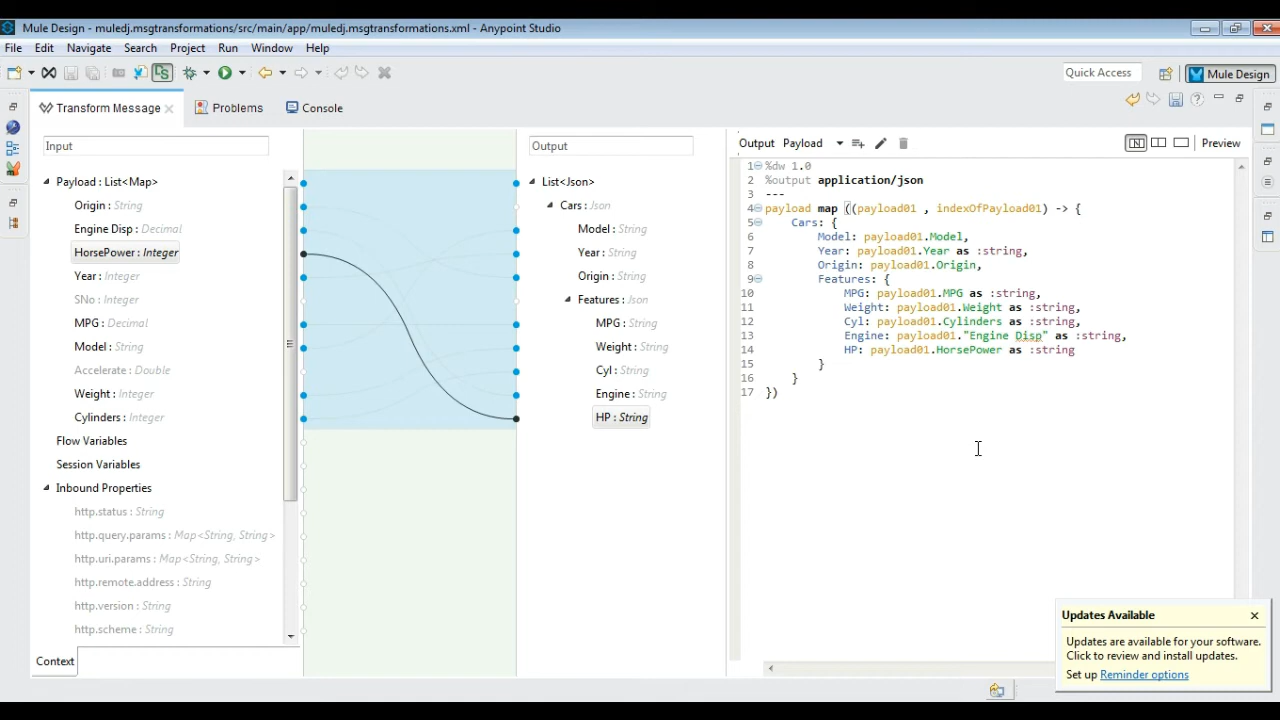 Mule Design - muledj.msgtransformations/src/main/app/muledj.msgtransformations.xml - Anypoint Studio
File Edit Navigate Search Project Run Window Help
Quick Access
Mule Design
Transform Message
Problems
Console
Input
Payload : List<Map>
Origin : String
Engine Disp : Decimal
HorsePower : Integer
Year : Integer
SNo : Integer
MPG : Decimal
Model : String
Accelerate : Double
Weight : Integer
Cylinders : Integer
Flow Variables
Session Variables
Inbound Properties
http.status : String
http.query.params : Map<String, String>
http.uri.params : Map<String, String>
http.remote.address : String
http.version : String
http.scheme : String
Context
Output
List<Json>
Cars : Json
Model : String
Year : String
Origin : String
Features : Json
MPG : String
Weight : String
Cyl : String
Engine : String
HP : String
Output Payload
Preview
1 %dw 1.0
2 %output application/json
3 ---
4 payload map ((payload01 , indexOfPayload01) -> {
5 Cars: {
6 Model: payload01.Model,
7 Year: payload01.Year as :string,
8 Origin: payload01.Origin,
9 Features: {
10 MPG: payload01.MPG as :string,
11 Weight: payload01.Weight as :string,
12 Cyl: payload01.Cylinders as :string,
13 Engine: payload01."Engine Disp" as :string,
14 HP: payload01.HorsePower as :string
15 }
16 }
17 })
Updates Available
Updates are available for your software.
Click to review and install updates.
Set up Reminder options